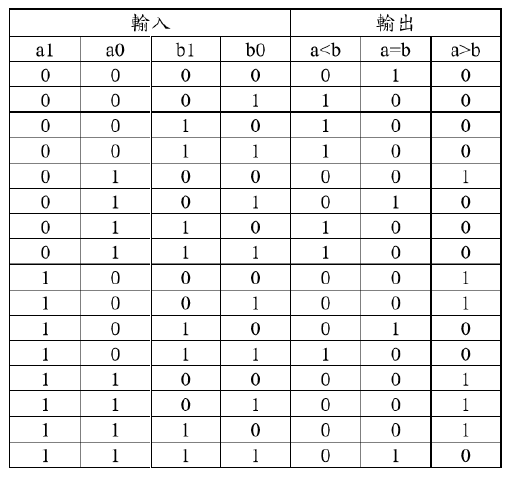 輸入 輸出
a1 a0 b1 b0 a<b a=b a>b
0 0 0 0 0 1 0
0 0 0 1 1 0 0
0 0 1 0 1 0 0
0 0 1 1 1 0 0
0 1 0 0 0 0 1
0 1 0 1 0 1 0
0 1 1 0 1 0 0
0 1 1 1 1 0 0
1 0 0 0 0 0 1
1 0 0 1 0 0 1
1 0 1 0 0 1 0
1 0 1 1 1 0 0
1 1 0 0 0 0 1
1 1 0 1 0 0 1
1 1 1 0 0 0 1
1 1 1 1 0 1 0